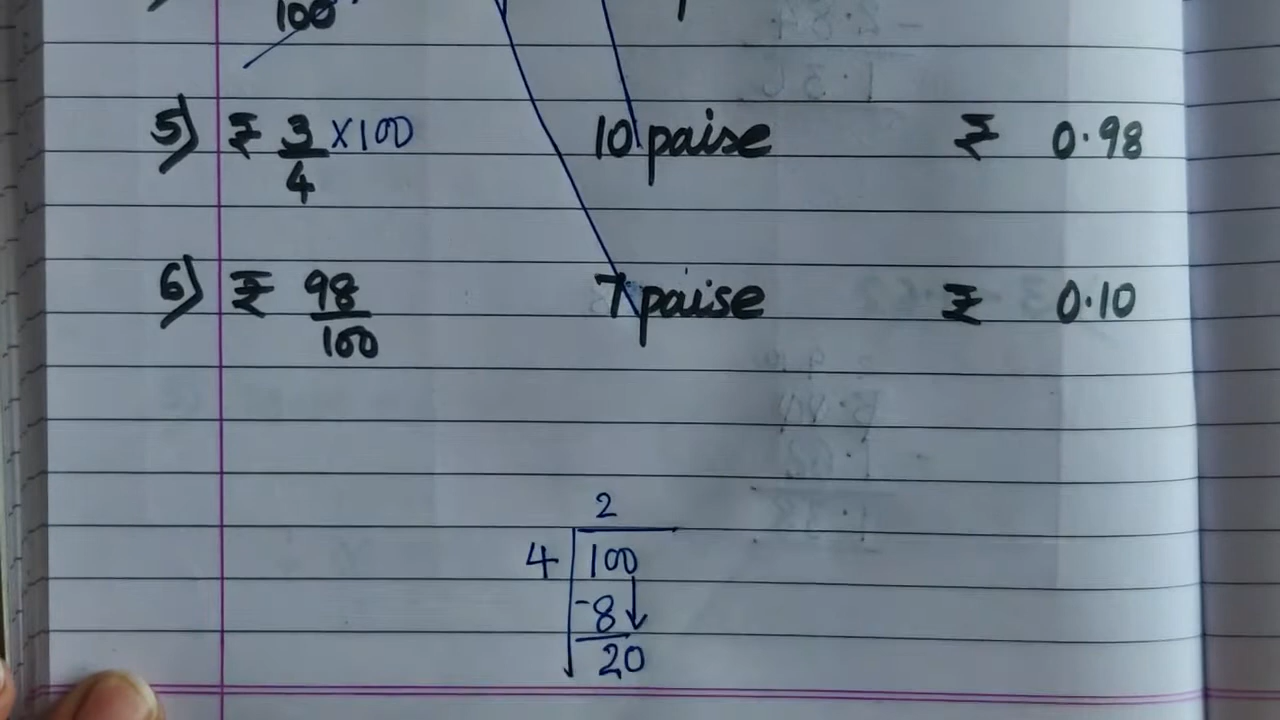 100
5) ₹ 3/4 ×100 10 paise ₹ 0.98
6) ₹ 98/100 7 paise ₹ 0.10
2
4 100
-8
20